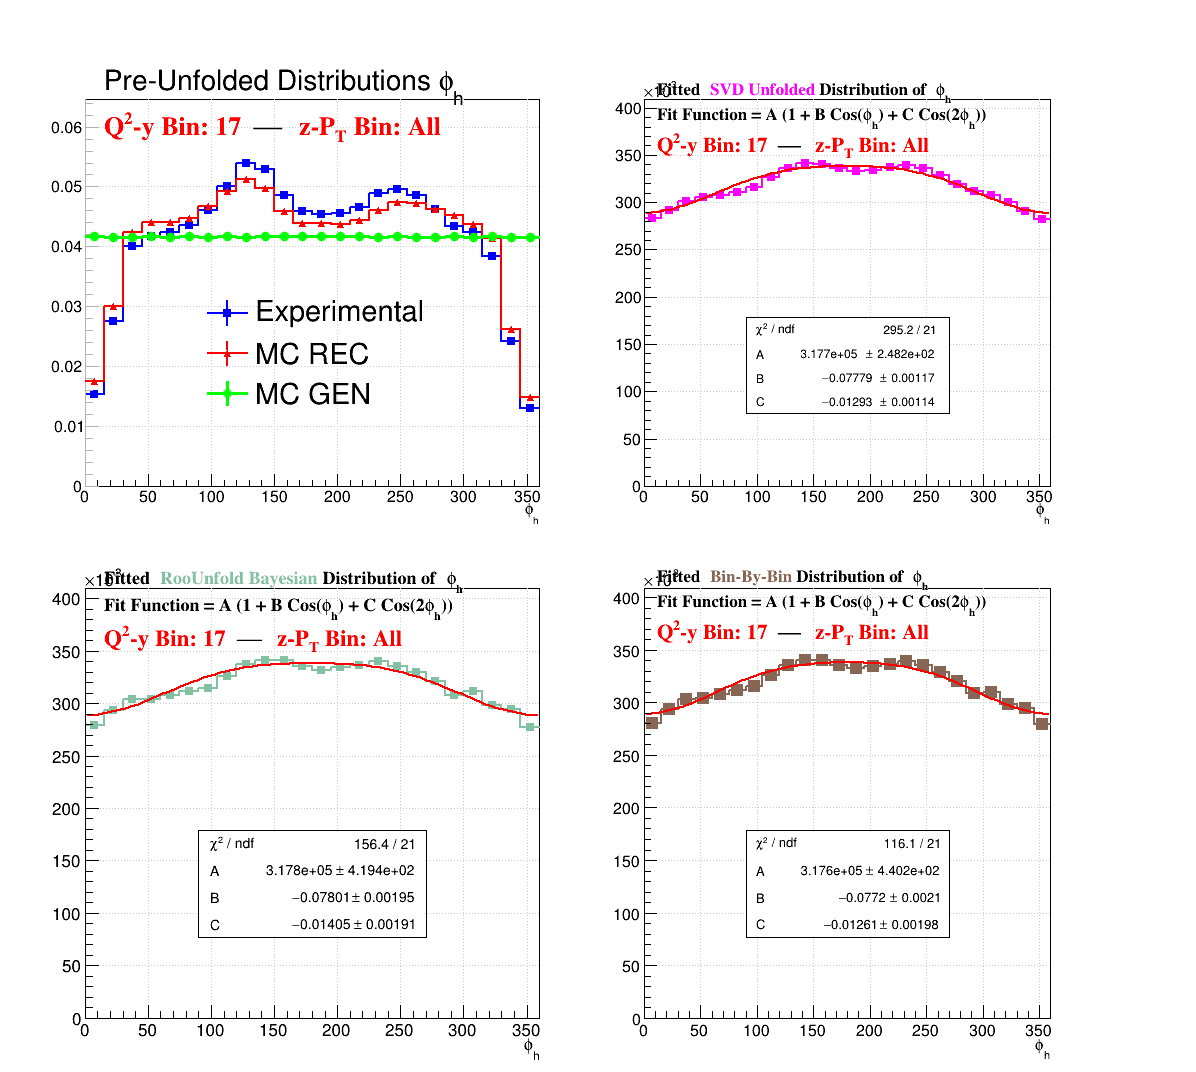 Pre-Unfolded Distributions ϕh
Q²-y Bin: 17 — z-PT Bin: All
0.06
0.05
0.04
0.03
0.02
0.01
0
Experimental
MC REC
MC GEN
0 50 100 150 200 250 300 350
ϕh
Fitted SVD Unfolded Distribution of ϕh
Fit Function = A (1 + B Cos(ϕh) + C Cos(2ϕh))
Q²-y Bin: 17 — z-PT Bin: All
400
350
300
250
200
150
100
50
0
χ² / ndf 295.2 / 21
A 3.177e+05 ± 2.482e+02
B −0.07779 ± 0.00117
C −0.01293 ± 0.00114
0 50 100 150 200 250 300 350
ϕh
Fitted RooUnfold Bayesian Distribution of ϕh
Fit Function = A (1 + B Cos(ϕh) + C Cos(2ϕh))
Q²-y Bin: 17 — z-PT Bin: All
400
350
300
250
200
150
100
50
0
χ² / ndf 156.4 / 21
A 3.178e+05 ± 4.194e+02
B −0.07801 ± 0.00195
C −0.01405 ± 0.00191
0 50 100 150 200 250 300 350
ϕh
Fitted Bin-By-Bin Distribution of ϕh
Fit Function = A (1 + B Cos(ϕh) + C Cos(2ϕh))
Q²-y Bin: 17 — z-PT Bin: All
400
350
300
250
200
150
100
50
0
χ² / ndf 116.1 / 21
A 3.176e+05 ± 4.402e+02
B −0.0772 ± 0.0021
C −0.01261 ± 0.00198
0 50 100 150 200 250 300 350
ϕh